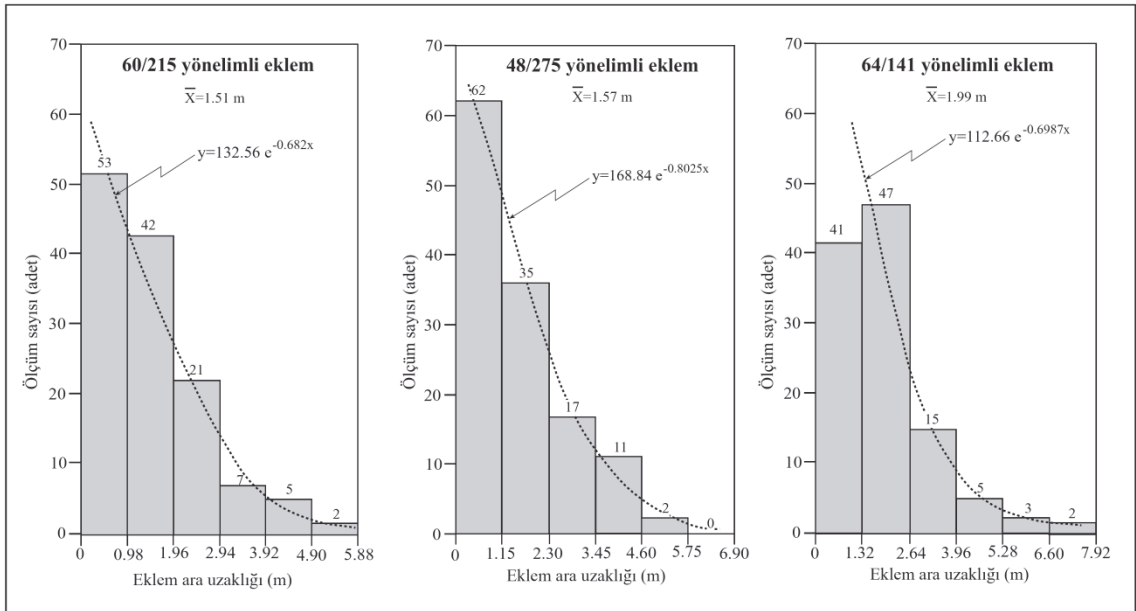 60/215 yönelimli eklem
X̅=1.51 m
y=132.56 e^-0.682x
70
60
50
40
30
20
10
0
53
42
21
7
5
2
0 0.98 1.96 2.94 3.92 4.90 5.88
Ölçüm sayısı (adet)
Eklem ara uzaklığı (m)
48/275 yönelimli eklem
X̅=1.57 m
y=168.84 e^-0.8025x
70
60
50
40
30
20
10
0
62
35
17
11
2
0
0 1.15 2.30 3.45 4.60 5.75 6.90
Ölçüm sayısı (adet)
Eklem ara uzaklığı (m)
64/141 yönelimli eklem
X̅=1.99 m
y=112.66 e^-0.6987x
70
60
50
40
30
20
10
0
41
47
15
5
3
2
0 1.32 2.64 3.96 5.28 6.60 7.92
Ölçüm sayısı (adet)
Eklem ara uzaklığı (m)